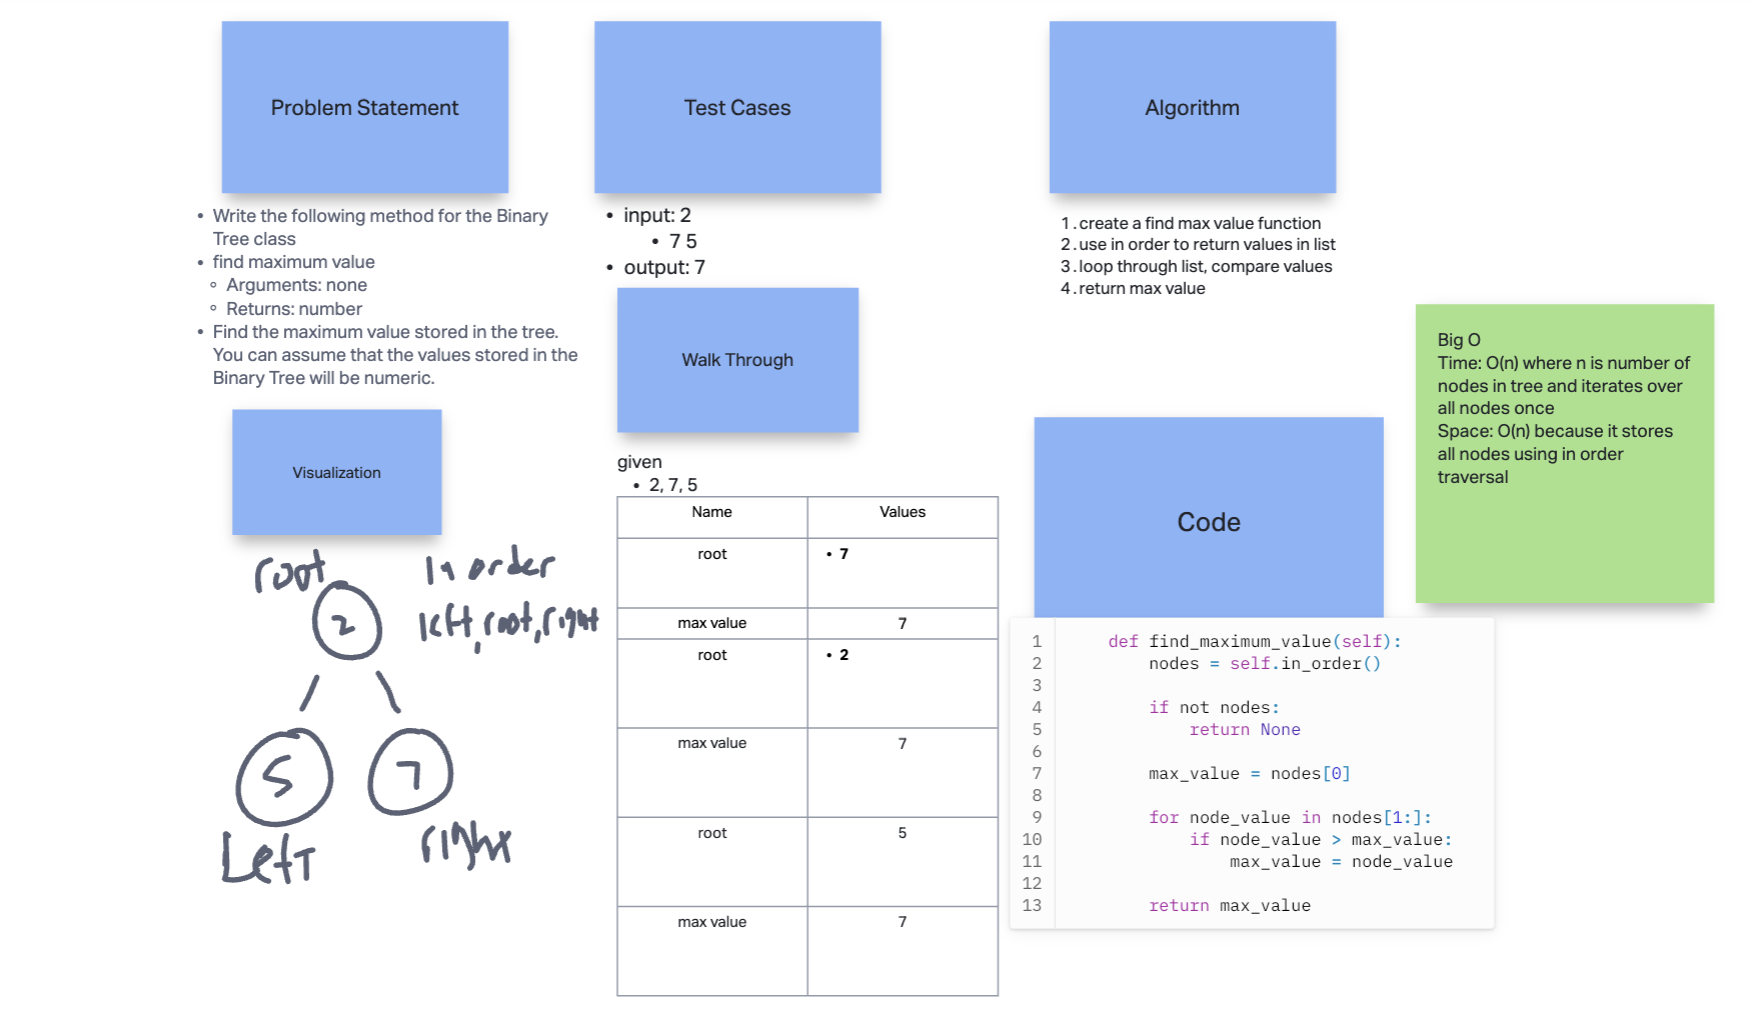 Problem Statement
• Write the following method for the Binary
Tree class
• find maximum value
◦ Arguments: none
◦ Returns: number
• Find the maximum value stored in the tree.
You can assume that the values stored in the
Binary Tree will be numeric.
Visualization
root
In order
left, root, right
2
5
7
Left
right
Test Cases
• input: 2
• 7 5
• output: 7
Walk Through
given
• 2, 7, 5
Name Values
root • 7
max value 7
root • 2
max value 7
root 5
max value 7
Algorithm
1. create a find max value function
2. use in order to return values in list
3. loop through list, compare values
4. return max value
Big O
Time: O(n) where n is number of
nodes in tree and iterates over
all nodes once
Space: O(n) because it stores
all nodes using in order
traversal
Code
1 def find_maximum_value(self):
2 nodes = self.in_order()
3
4 if not nodes:
5 return None
6
7 max_value = nodes[0]
8
9 for node_value in nodes[1:]:
10 if node_value > max_value:
11 max_value = node_value
12
13 return max_value